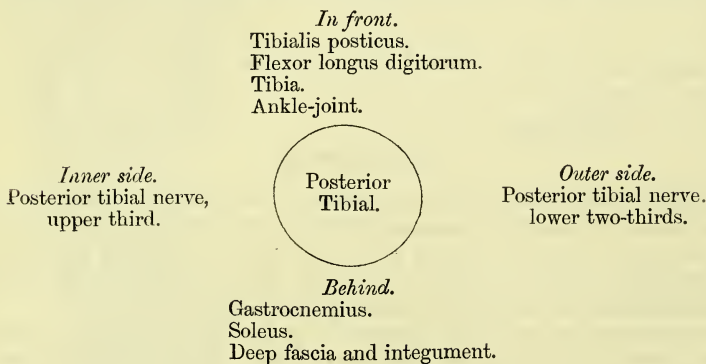 In front.
Tibialis posticus.
Flexor longus digitorum.
Tibia.
Ankle-joint.
Inner side.
Posterior tibial nerve,
upper third.
Posterior
Tibial.
Outer side.
Posterior tibial nerve.
lower two-thirds.
Behind.
Gastrocnemius.
Soleus.
Deep fascia and integument.